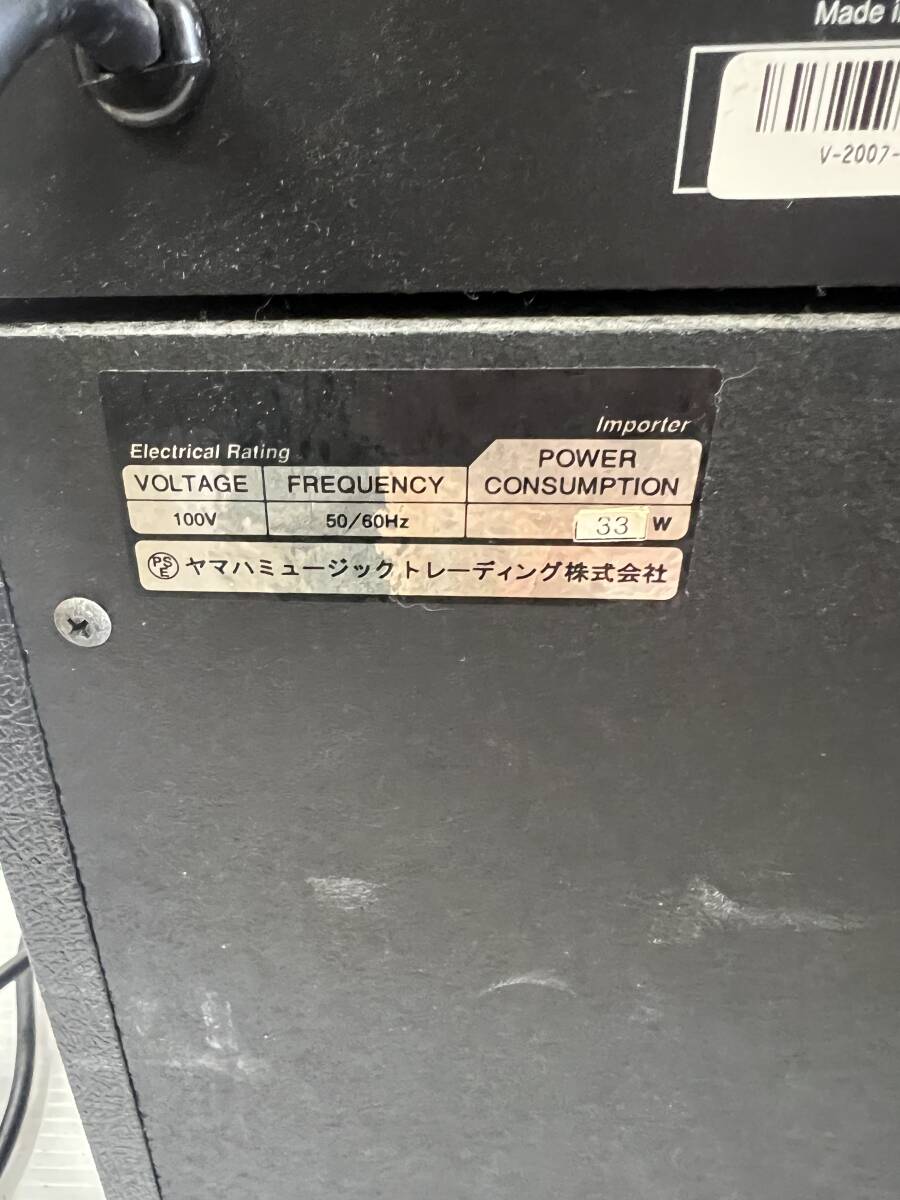 Made
V-2007-
Importer
Electrical Rating
VOLTAGE FREQUENCY POWER CONSUMPTION
100V 50/60Hz 33 W
PSE ヤマハミュージックトレーディング株式会社